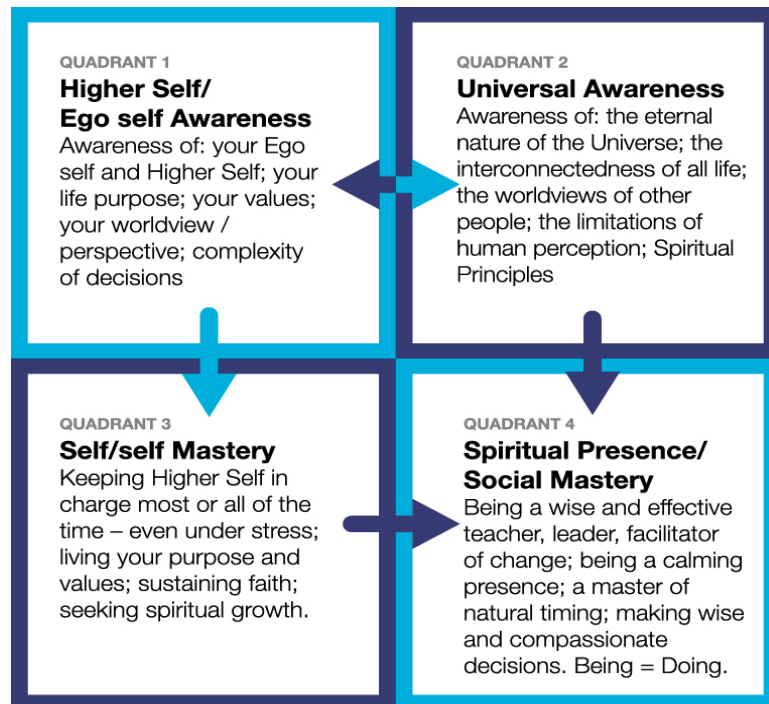 QUADRANT 1
Higher Self/
Ego self Awareness
Awareness of: your Ego
self and Higher Self; your
life purpose; your values;
your worldview /
perspective; complexity
of decisions
QUADRANT 2
Universal Awareness
Awareness of: the eternal
nature of the Universe; the
interconnectedness of all life;
the worldviews of other
people; the limitations of
human perception; Spiritual
Principles
QUADRANT 3
Self/self Mastery
Keeping Higher Self in
charge most or all of the
time – even under stress;
living your purpose and
values; sustaining faith;
seeking spiritual growth.
QUADRANT 4
Spiritual Presence/
Social Mastery
Being a wise and effective
teacher, leader, facilitator
of change; being a calming
presence; a master of
natural timing; making wise
and compassionate
decisions. Being = Doing.